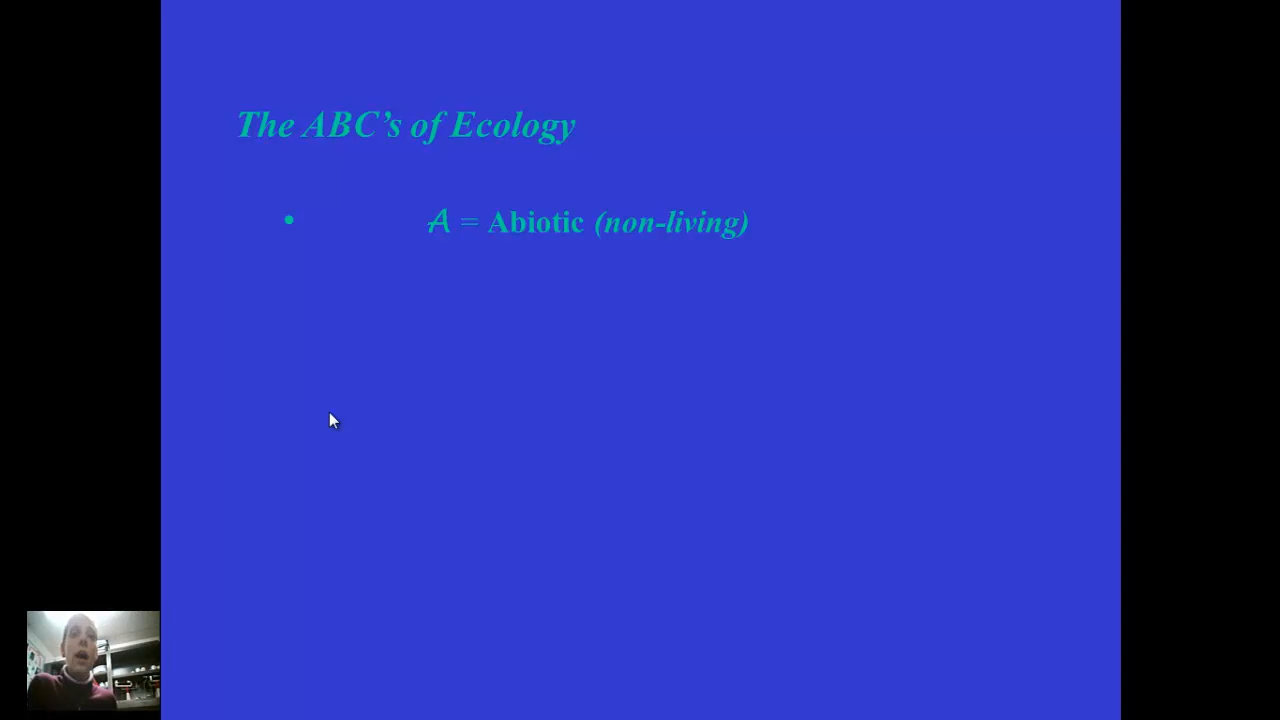 The ABC’s of Ecology
• A = Abiotic (non-living)